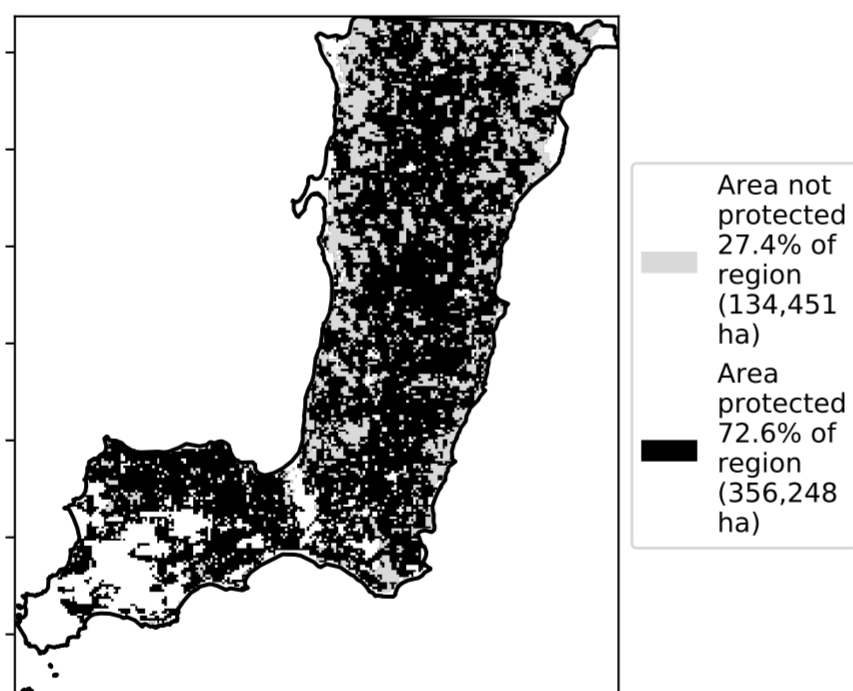 Area not
protected
27.4% of
region
(134,451
ha)
Area
protected
72.6% of
region
(356,248
ha)